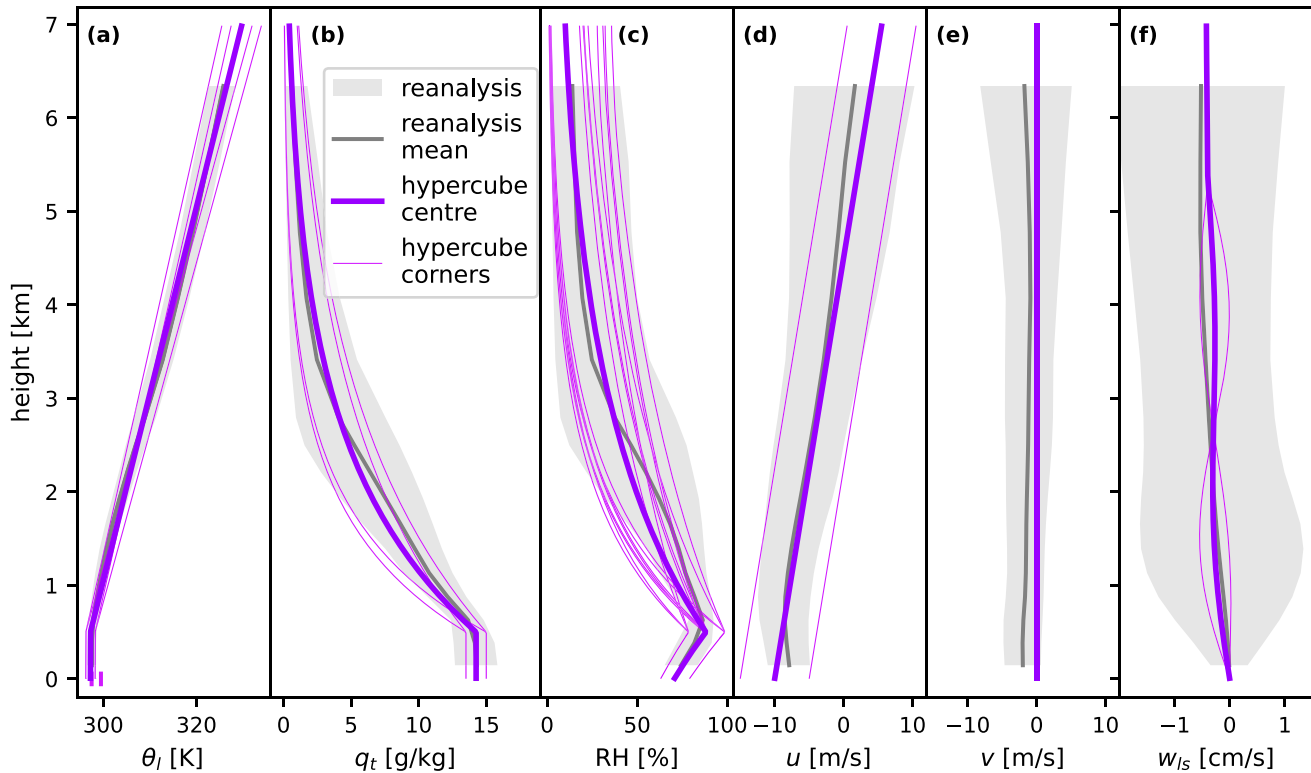 (a)
(b)
(c)
(d)
(e)
(f)
reanalysis
reanalysis
mean
hypercube
centre
hypercube
corners
height [km]
7
6
5
4
3
2
1
0
300 320
0 5 10 15
0 50 100
−10 0 10
−10 0 10
−1 0 1
θl [K]
qt [g/kg]
RH [%]
u [m/s]
v [m/s]
wls [cm/s]